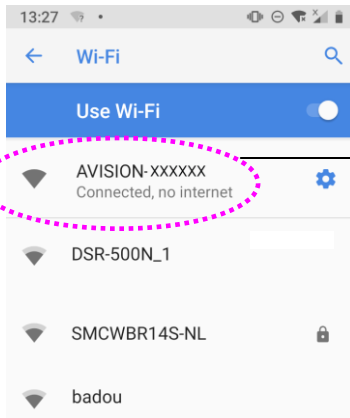 13:27
Wi-Fi
Use Wi-Fi
AVISION-XXXXXX
Connected, no internet
DSR-500N_1
SMCWBR14S-NL
badou